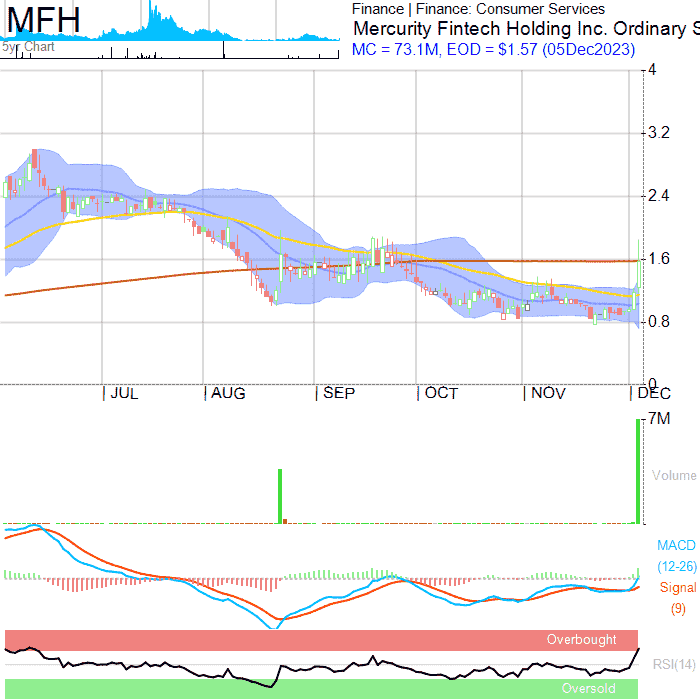 MFH
5yr Chart
Finance | Finance: Consumer Services
Mercurity Fintech Holding Inc. Ordinary S
MC = 73.1M, EOD = $1.57 (05Dec2023)
4
3.2
2.4
1.6
0.8
0
JUL AUG SEP OCT NOV DEC
7M
Volume
MACD
(12-26)
Signal
(9)
Overbought
RSI(14)
Oversold